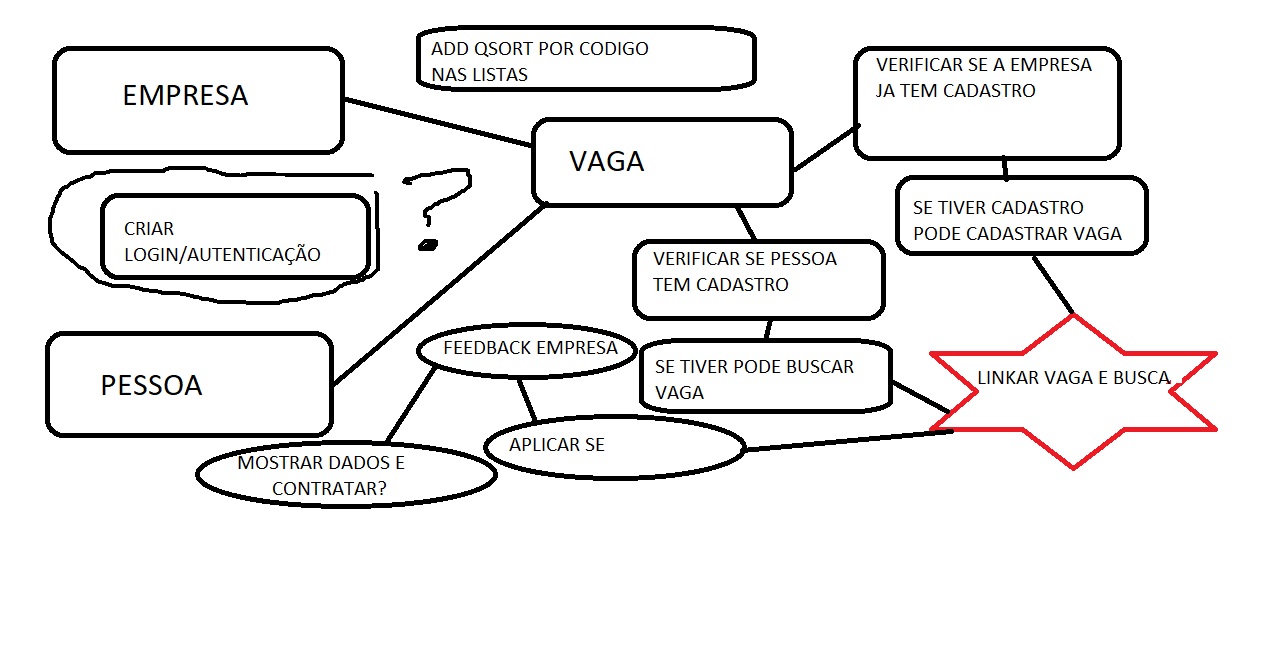 ADD QSORT POR CODIGO
NAS LISTAS
EMPRESA
VERIFICAR SE A EMPRESA
JA TEM CADASTRO
VAGA
?
CRIAR
LOGIN/AUTENTICAÇÃO
SE TIVER CADASTRO
PODE CADASTRAR VAGA
VERIFICAR SE PESSOA
TEM CADASTRO
PESSOA
FEEDBACK EMPRESA
SE TIVER PODE BUSCAR
VAGA
LINKAR VAGA E BUSCA
APLICAR SE
MOSTRAR DADOS E
CONTRATAR?